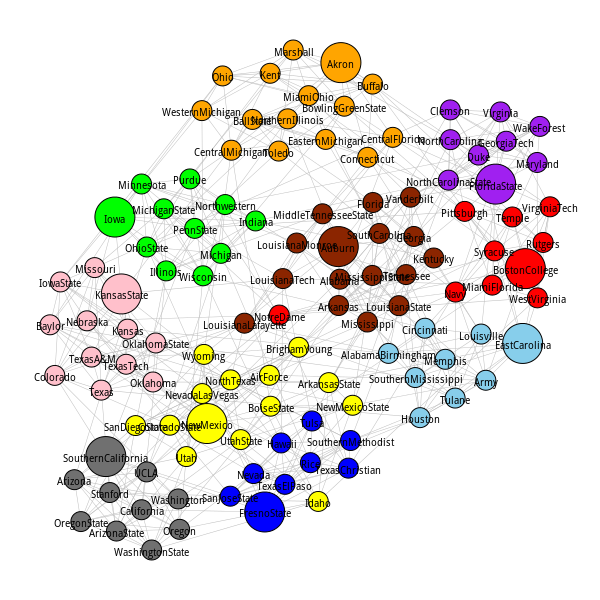 Marshall
Akron
Ohio
Kent
Buffalo
MiamiOhio
BowlingGreenState
WesternMichigan
BallState
NorthernIllinois
EasternMichigan
CentralFlorida
CentralMichigan
Toledo
Connecticut
Clemson
Virginia
WakeForest
NorthCarolina
GeorgiaTech
Duke
Maryland
NorthCarolinaState
FloridaState
Minnesota
Purdue
Iowa
MichiganState
Northwestern
Indiana
PennState
OhioState
Michigan
Illinois
Wisconsin
Florida
Vanderbilt
MiddleTennesseeState
SouthCarolina
Georgia
LouisianaMonroe
Auburn
Kentucky
LouisianaTech
Alabama
MississippiState
Tennessee
Arkansas
LouisianaState
Mississippi
LouisianaLafayette
NotreDame
Pittsburgh
Temple
VirginiaTech
Syracuse
Rutgers
BostonCollege
Navy
MiamiFlorida
WestVirginia
Missouri
IowaState
KansasState
Baylor
Nebraska
Kansas
OklahomaState
TexasA&M
TexasTech
Colorado
Texas
Oklahoma
Cincinnati
Louisville
EastCarolina
AlabamaBirmingham
Memphis
SouthernMississippi
Army
Tulane
Houston
Wyoming
BrighamYoung
NorthTexas
AirForce
ArkansasState
NevadaLasVegas
BoiseState
NewMexicoState
SanDiegoState
ColoradoState
NewMexico
UtahState
Utah
Idaho
Tulsa
Hawaii
SouthernMethodist
Rice
TexasChristian
Nevada
TexasElPaso
SanJoseState
FresnoState
SouthernCalifornia
UCLA
Arizona
Stanford
Washington
California
OregonState
ArizonaState
Oregon
WashingtonState